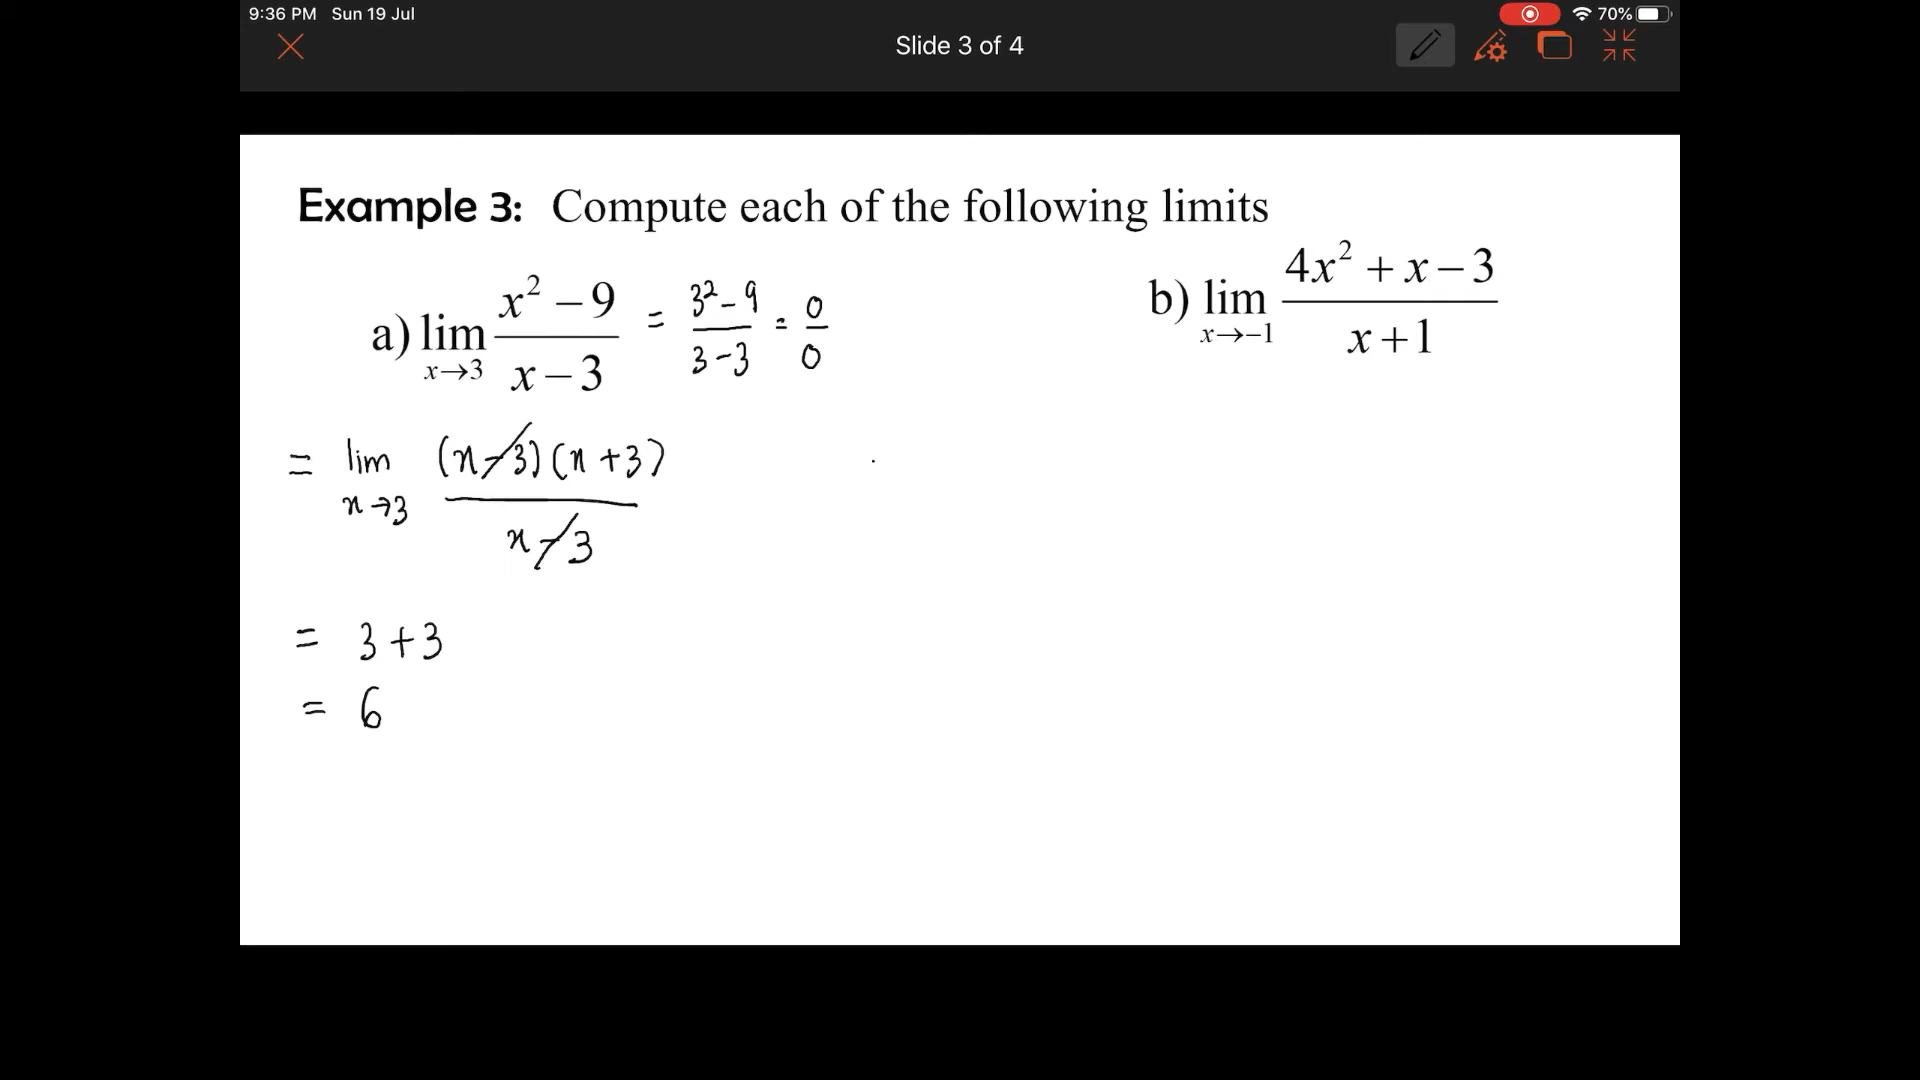 9:36 PM Sun 19 Jul
70%
Slide 3 of 4
Example 3: Compute each of the following limits
a) lim x→3 (x² − 9)/(x − 3) = (3² − 9)/(3 − 3) = 0/0
b) lim x→−1 (4x² + x − 3)/(x + 1)
= lim x→3 (x − 3)(x + 3)/(x − 3)
= 3 + 3
= 6